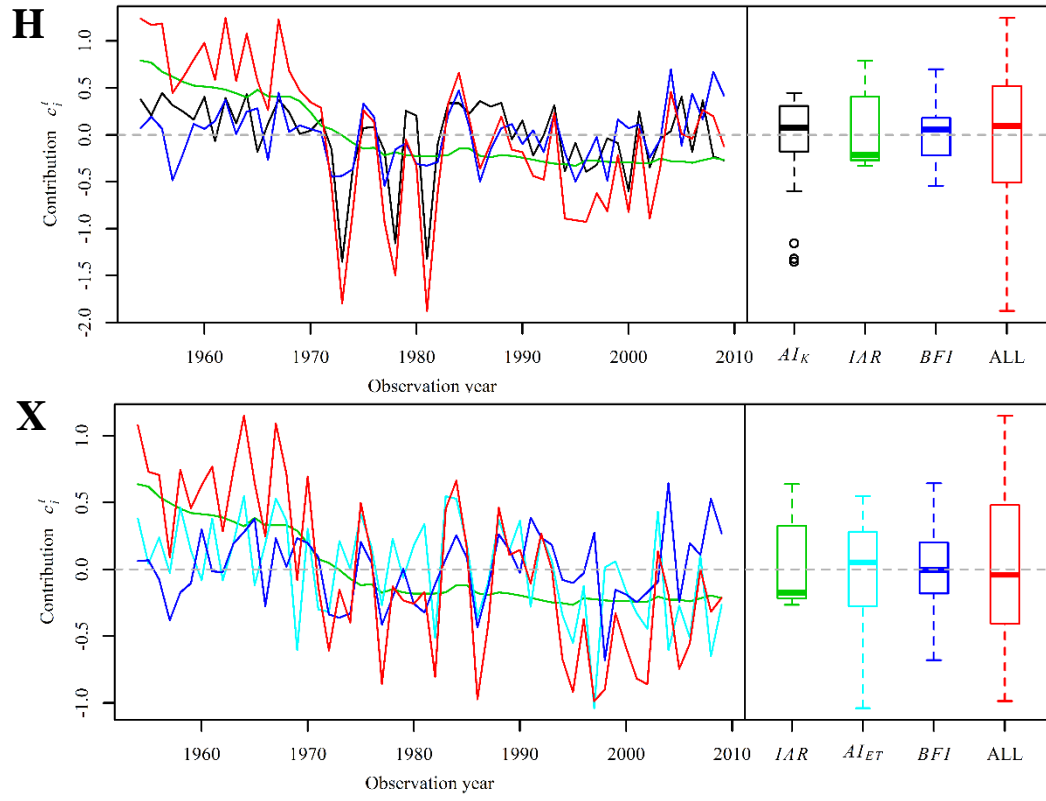 H
Contribution c_i^t
1.0
0.5
0.0
-0.5
-1.0
-1.5
-2.0
1960 1970 1980 1990 2000 2010
AI_K IΛR BFI ALL
Observation year
X
Contribution c_i^t
1.0
0.5
0.0
-0.5
-1.0
1960 1970 1980 1990 2000 2010
IΛR AI_ET BFI ALL
Observation year